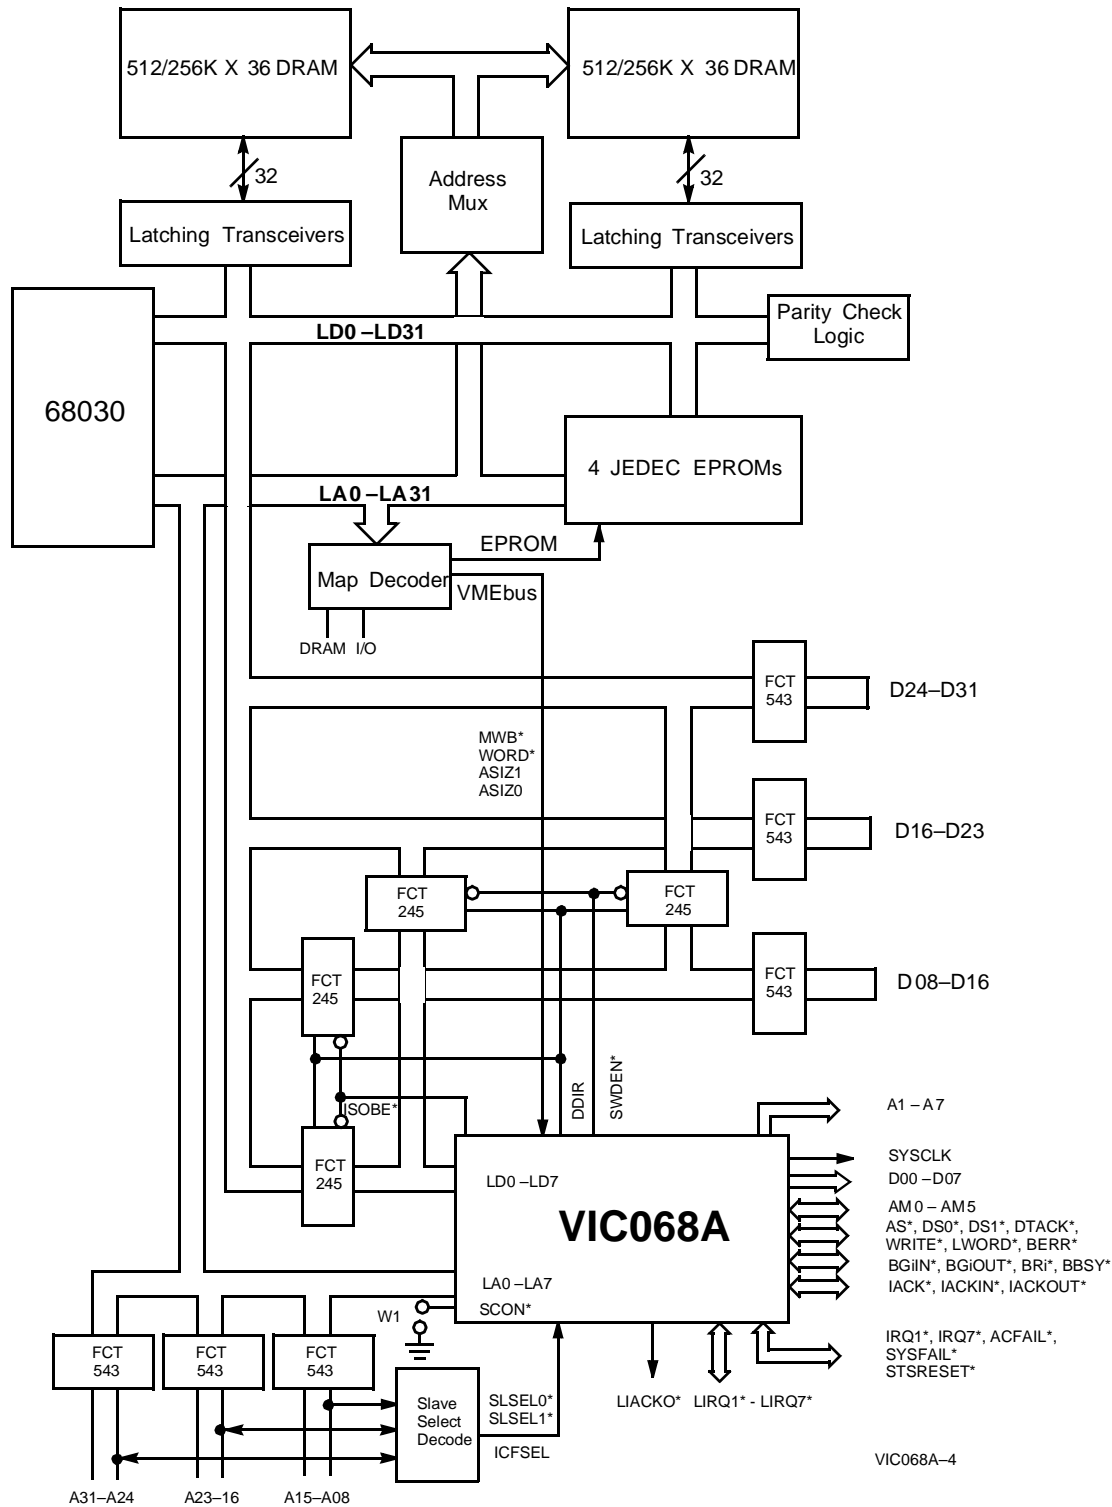 512/256K X 36 DRAM
512/256K X 36 DRAM
32
Address
Mux
32
Latching Transceivers
Latching Transceivers
Parity Check
Logic
LD0–LD31
68030
4 JEDEC EPROMs
LA0–LA31
EPROM
Map Decoder
VMEbus
DRAM I/O
FCT
543
D24–D31
MWB*
WORD*
ASIZ1
ASIZ0
FCT
543
D16–D23
FCT
245
FCT
245
FCT
245
FCT
543
D08–D16
DDIR
SWDEN*
ISOBE*
A1–A7
FCT
245
SYSCLK
LD0–LD7
D00–D07
VIC068A
AM0–AM5
AS*, DS0*, DS1*, DTACK*,
WRITE*, LWORD*, BERR*
BGiIN*, BGiOUT*, BRi*, BBSY*
IACK*, IACKIN*, IACKOUT*
LA0–LA7
W1
SCON*
FCT
543
FCT
543
FCT
543
IRQ1*, IRQ7*, ACFAIL*,
SYSFAIL*
STSRESET*
Slave
Select
Decode
SLSEL0*
SLSEL1*
ICFSEL
LIACKO*
LIRQ1* - LIRQ7*
VIC068A–4
A31–A24
A23–16
A15–A08